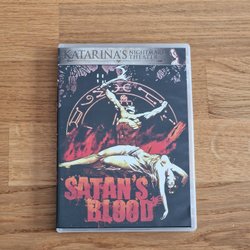 KATARINA'S NIGHTMARE
THEATER
SATAN'S
BLOOD